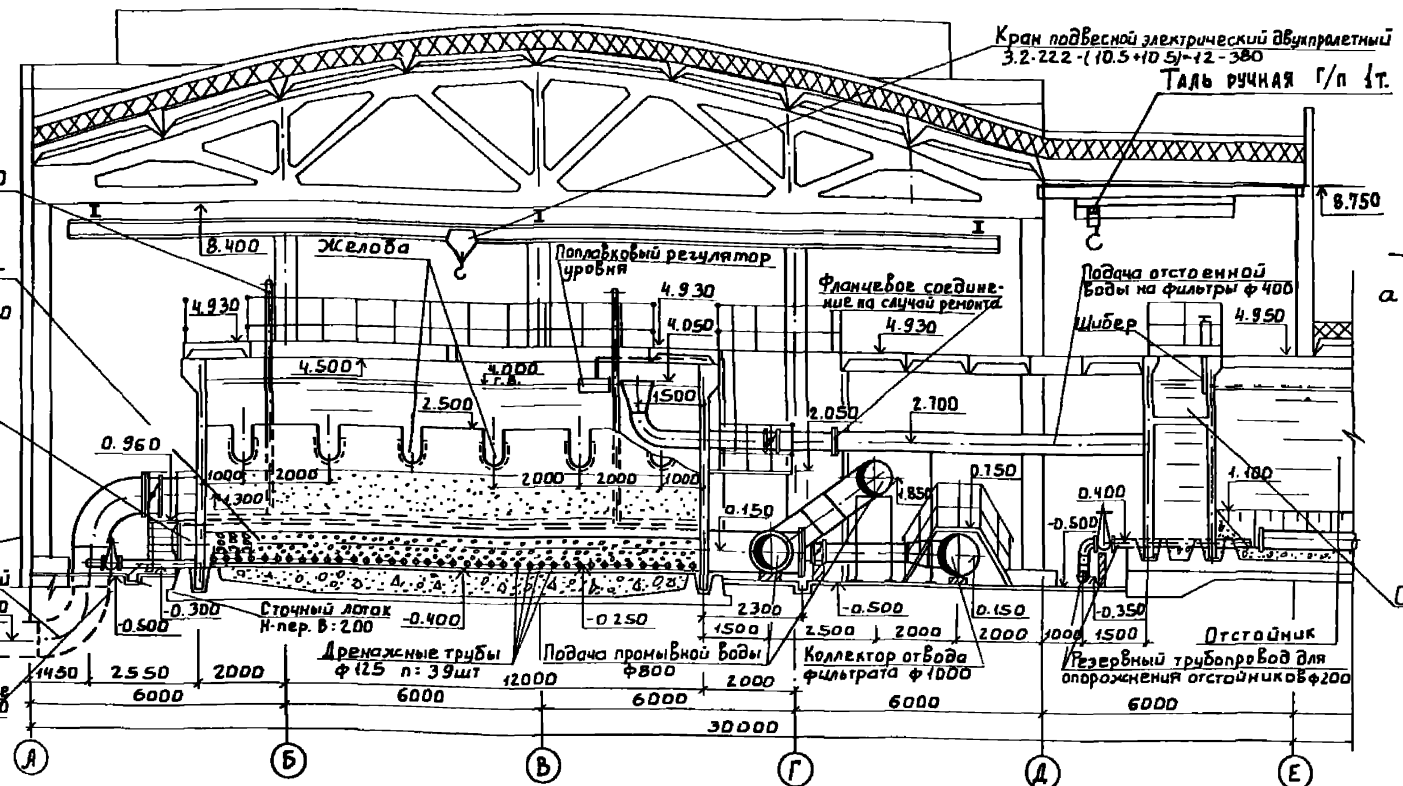 Кран подвесной электрический двухпролетный
3.2-222-(10.5+10.5)-12-380
Таль ручная г/п 1т.
8.750
8.400
Желоба
Поплавковый регулятор
уровня
Фланцевое соедине-
ние на случай ремонта
Подача отстоенной
воды на фильтры ф 400
Шибер
а
4.930
4.930
4.050
4.930
4.950
4.500
4.000
г.в.
1500
2.500
2.050
2.700
0.960
1000
2000
2000
2000
1000
1.300
0.150
1.850
0.750
0.400
1.100
-0.500
-0.300
-0.500
Сточный лоток
Н-пер. В=200
-0.400
-0.250
2300
-0.500
0.150
-0.350
1500
2500
2000
2000
1000
1500
Отстойник
Дренажные трубы
ф 125 п = 39шт
Подача промывной воды
ф800
Коллектор отвода
фильтрата ф 1000
Резервный трубопровод для
опорожнения отстойников ф200
1450
2550
2000
12000
2000
6000
6000
6000
6000
6000
30000
А
Б
В
Г
Д
Е